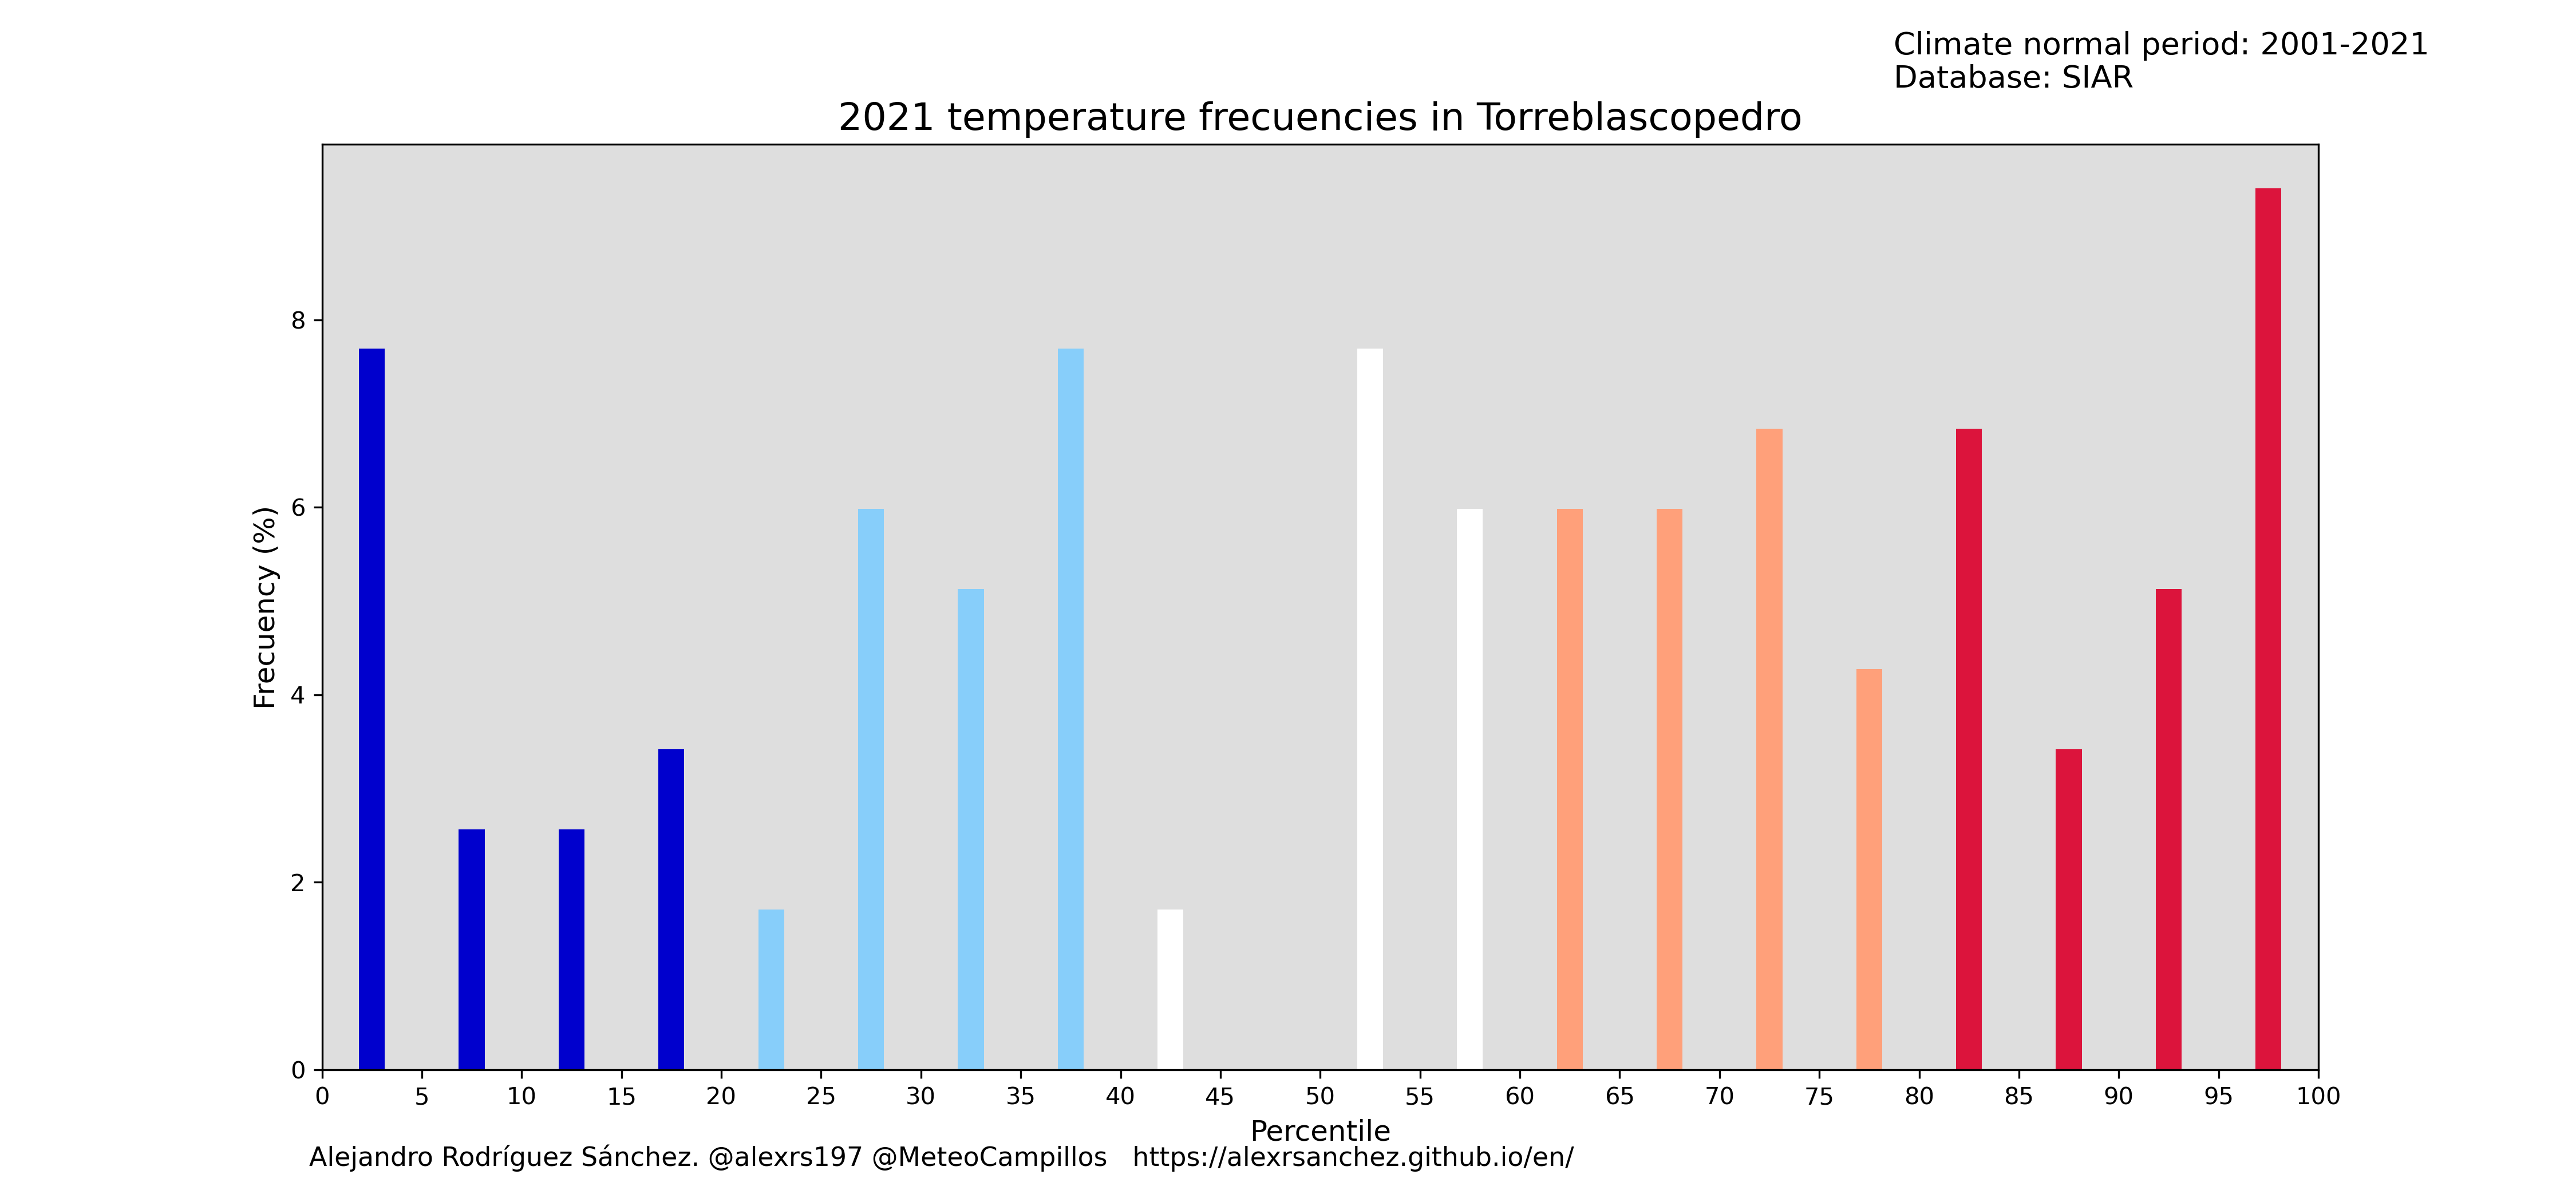 Climate normal period: 2001-2021
Database: SIAR
2021 temperature frecuencies in Torreblascopedro
Frecuency (%)
8
6
4
2
0
0 5 10 15 20 25 30 35 40 45 50 55 60 65 70 75 80 85 90 95 100
Percentile
Alejandro Rodríguez Sánchez. @alexrs197 @MeteoCampillos https://alexrsanchez.github.io/en/